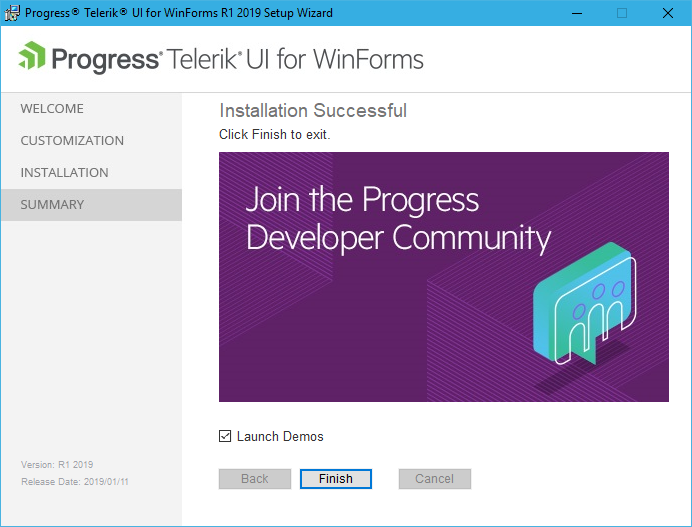 Progress® Telerik® UI for WinForms R1 2019 Setup Wizard
Progress® Telerik® UI for WinForms
WELCOME
CUSTOMIZATION
INSTALLATION
SUMMARY
Installation Successful
Click Finish to exit.
Join the Progress
Developer Community
Launch Demos
Version: R1 2019
Release Date: 2019/01/11
Back
Finish
Cancel